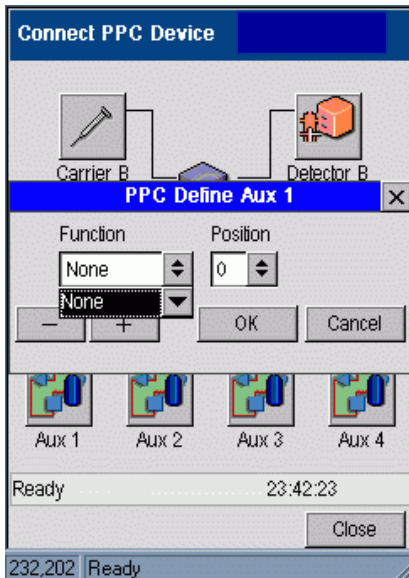 Connect PPC Device
Carrier B Detector B
PPC Define Aux 1
Function Position
None 0
None
− + OK Cancel
Aux 1 Aux 2 Aux 3 Aux 4
Ready 23:42:23
Close
232,202 Ready